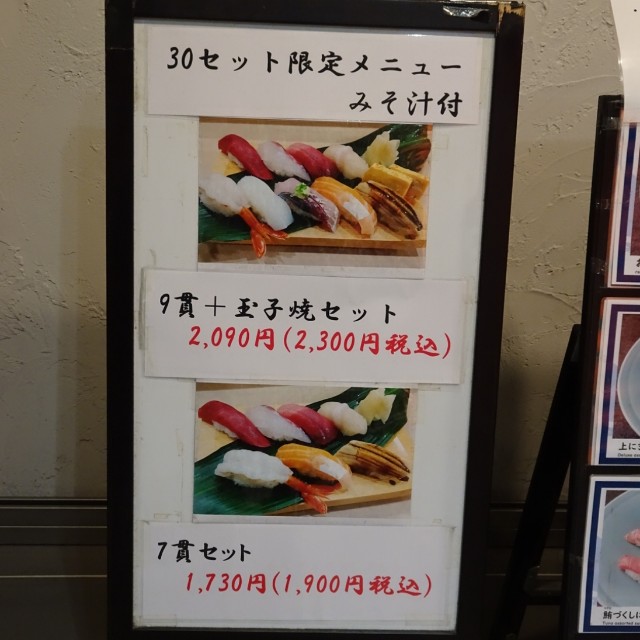 30セット限定メニュー
みそ汁付
9貫＋玉子焼セット
2,090円(2,300円税込)
7貫セット
1,730円(1,900円税込)